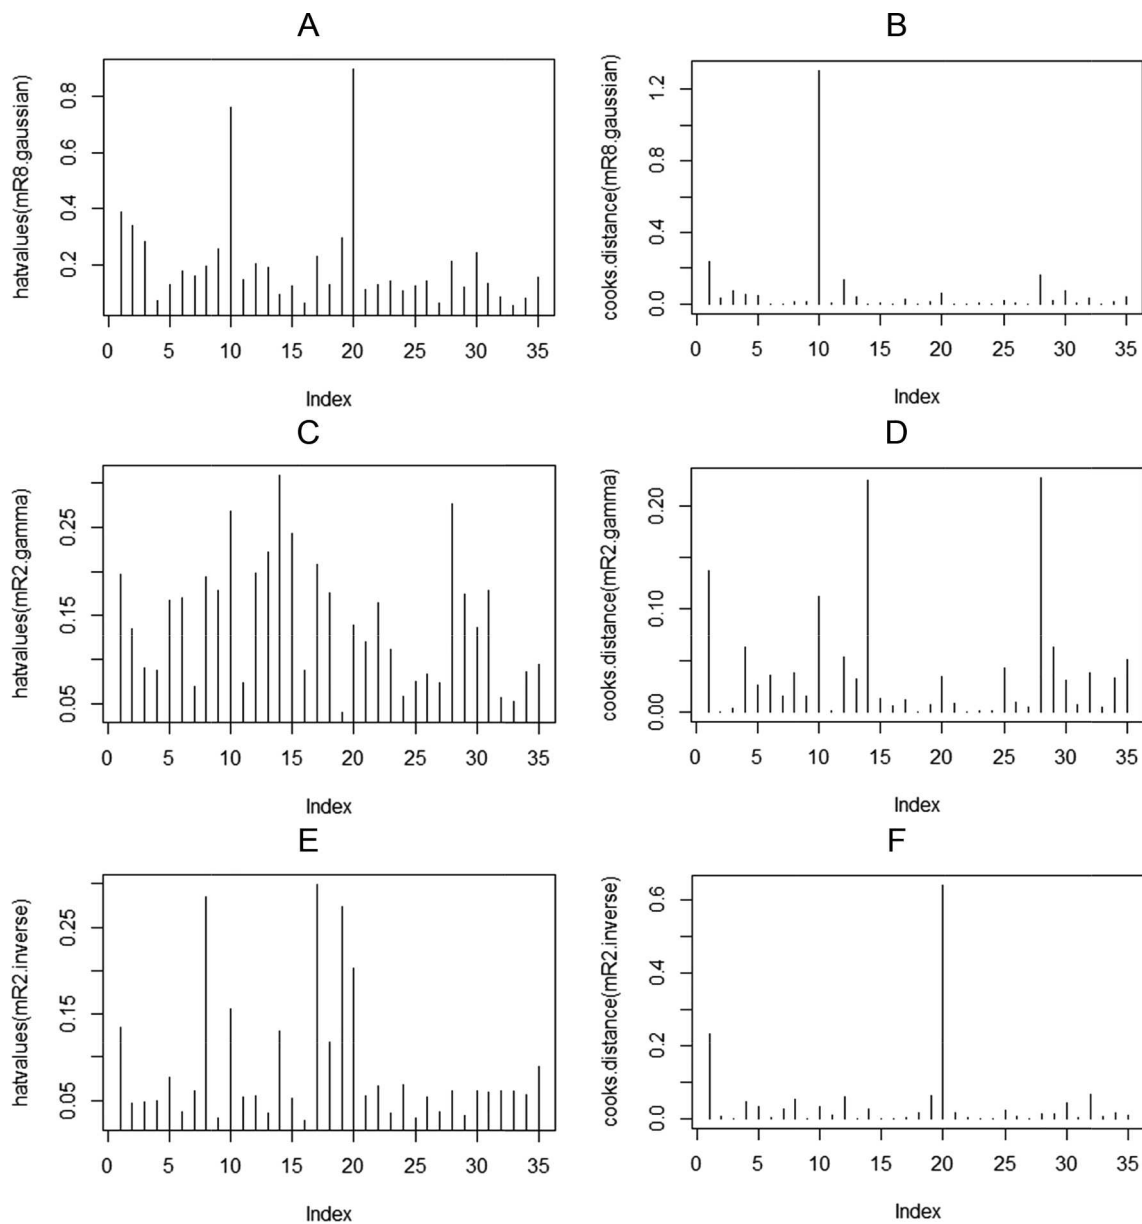 A
hatvalues(mR8.gaussian)
0.8
0.6
0.4
0.2
0 5 10 15 20 25 30 35
Index
B
cooks.distance(mR8.gaussian)
1.2
0.8
0.4
0.0
0 5 10 15 20 25 30 35
Index
C
hatvalues(mR2.gamma)
0.25
0.15
0.05
0 5 10 15 20 25 30 35
Index
D
cooks.distance(mR2.gamma)
0.20
0.10
0.00
0 5 10 15 20 25 30 35
Index
E
hatvalues(mR2.inverse)
0.25
0.15
0.05
0 5 10 15 20 25 30 35
Index
F
cooks.distance(mR2.inverse)
0.6
0.4
0.2
0.0
0 5 10 15 20 25 30 35
Index